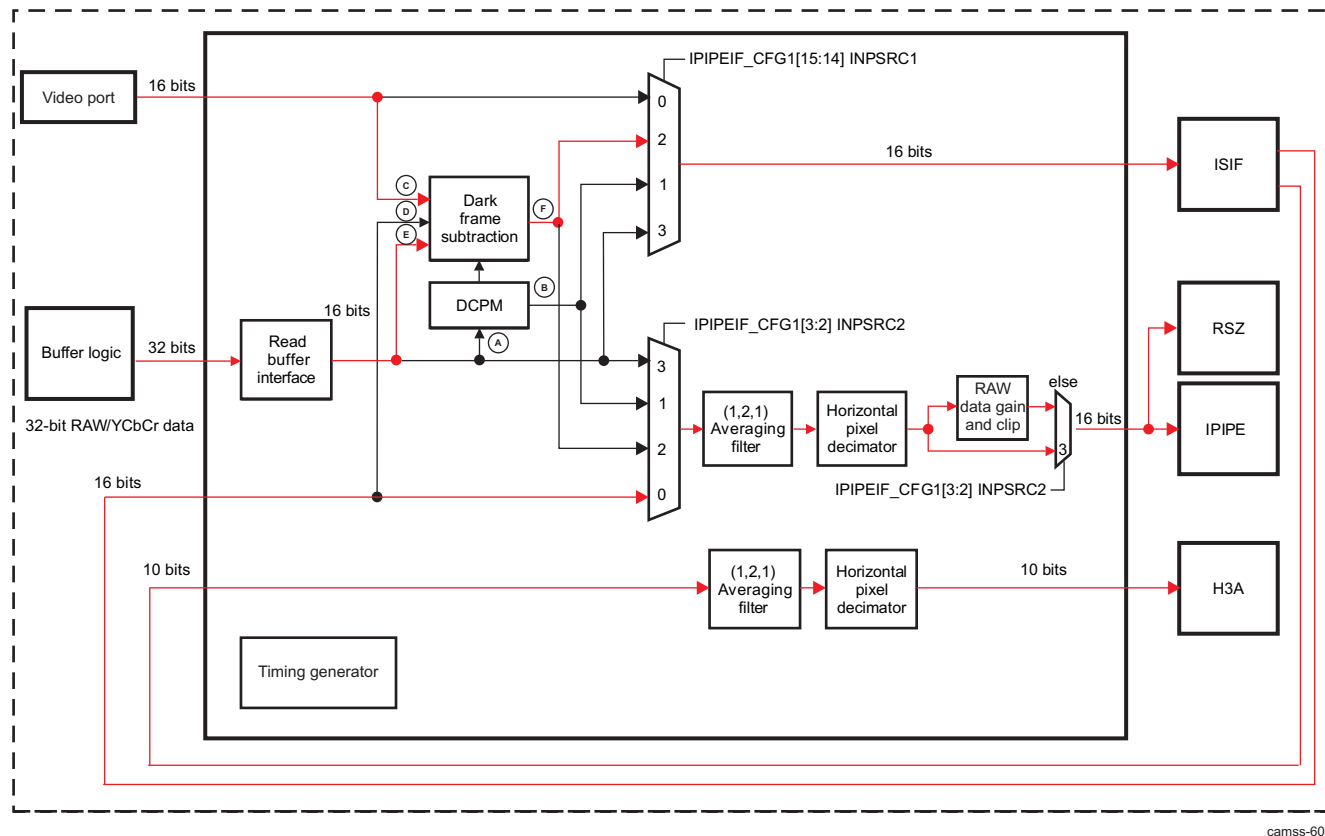 IPIPEIF_CFG1[15:14] INPSRC1
Video port
16 bits
0
2
1
3
16 bits
ISIF
C
D
E
Dark
frame
subtraction
F
DCPM
B
A
Buffer logic
32 bits
32-bit RAW/YCbCr data
Read
buffer
interface
16 bits
IPIPEIF_CFG1[3:2] INPSRC2
3
1
2
0
(1,2,1)
Averaging
filter
Horizontal
pixel
decimator
RAW
data gain
and clip
else
3
16 bits
IPIPEIF_CFG1[3:2] INPSRC2
RSZ
IPIPE
16 bits
10 bits
(1,2,1)
Averaging
filter
Horizontal
pixel
decimator
10 bits
H3A
Timing generator
camss-60